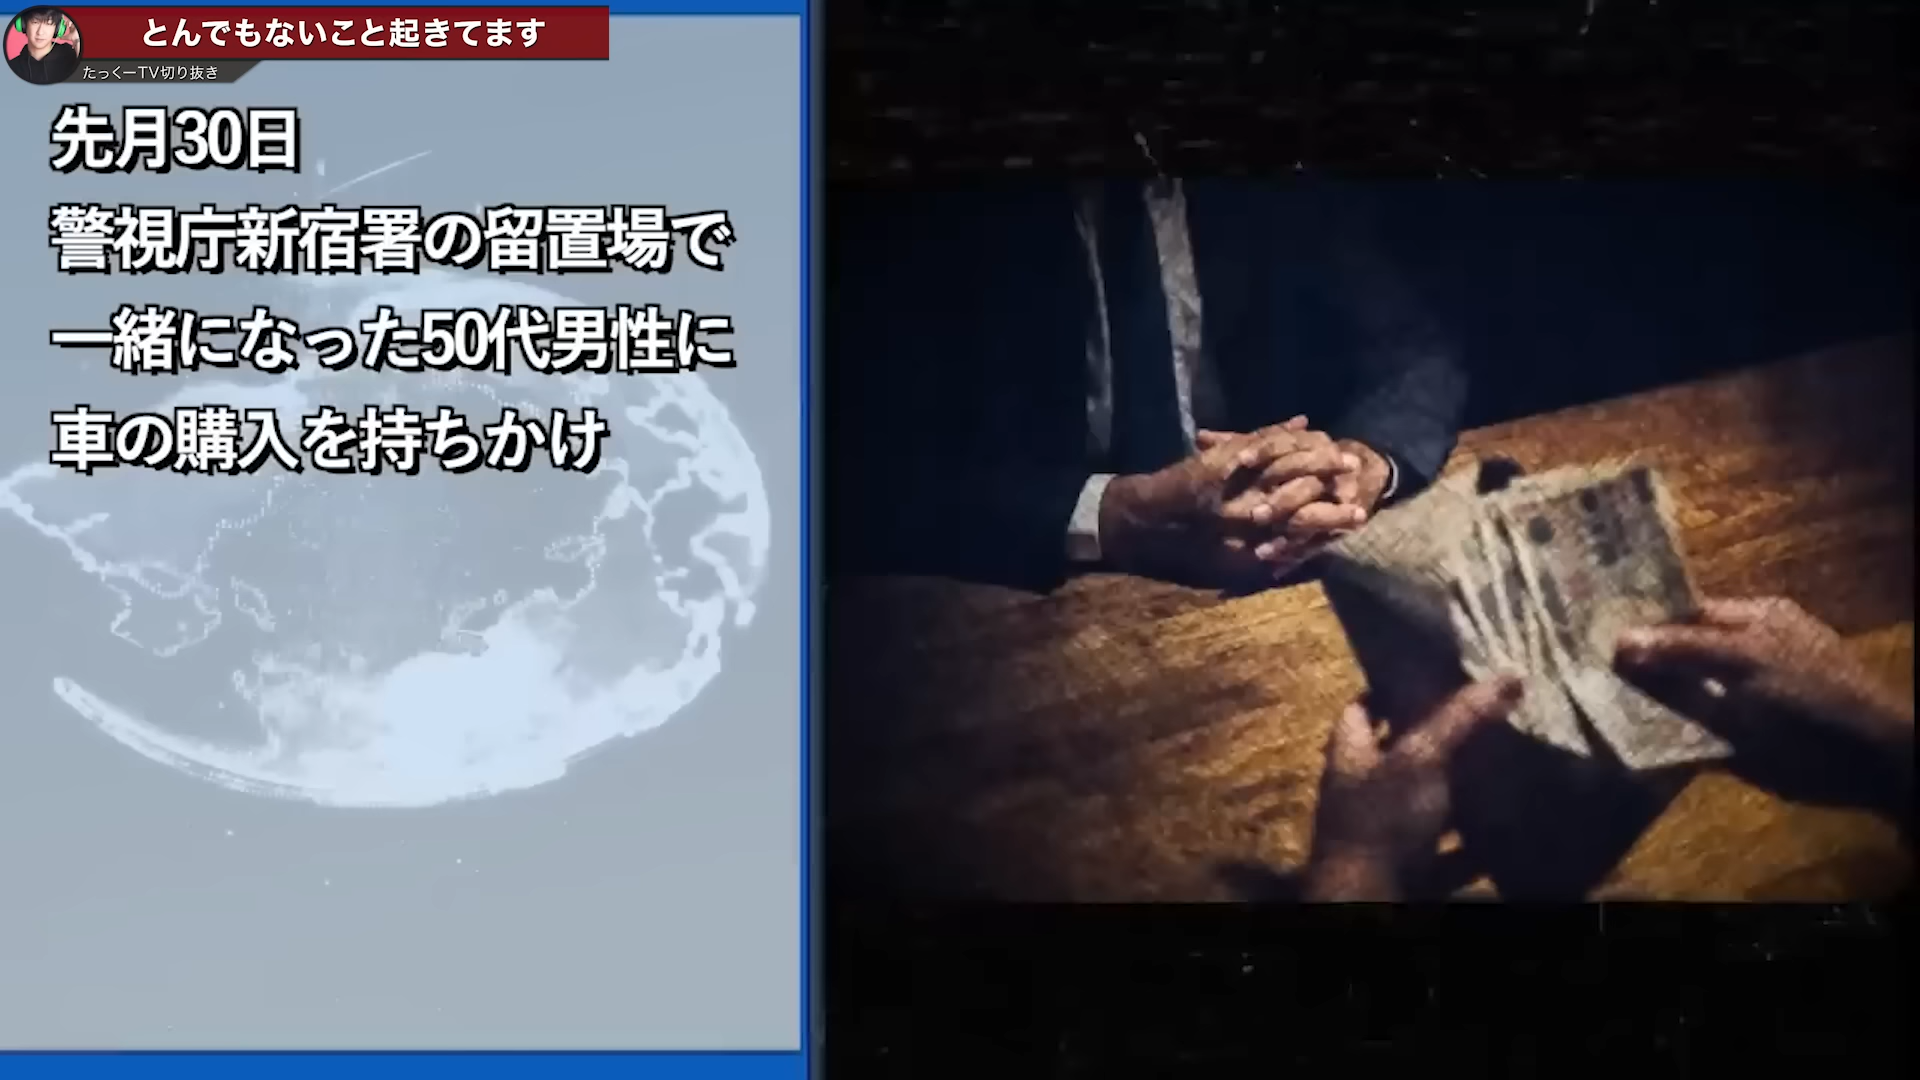 とんでもないこと起きてます
たっくーTV切り抜き
先月30日
警視庁新宿署の留置場で
一緒になった50代男性に
車の購入を持ちかけ